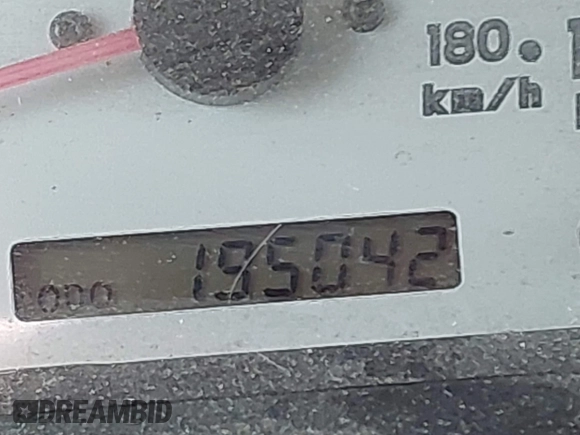 180.
km/h
ODO 195042
DREAMBID